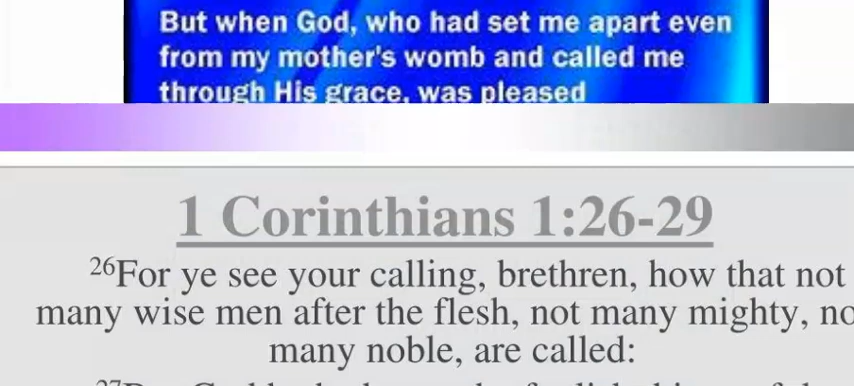 But when God, who had set me apart even
from my mother's womb and called me
through His grace, was pleased
1 Corinthians 1:26-29
26For ye see your calling, brethren, how that not
many wise men after the flesh, not many mighty,
many noble, are called: